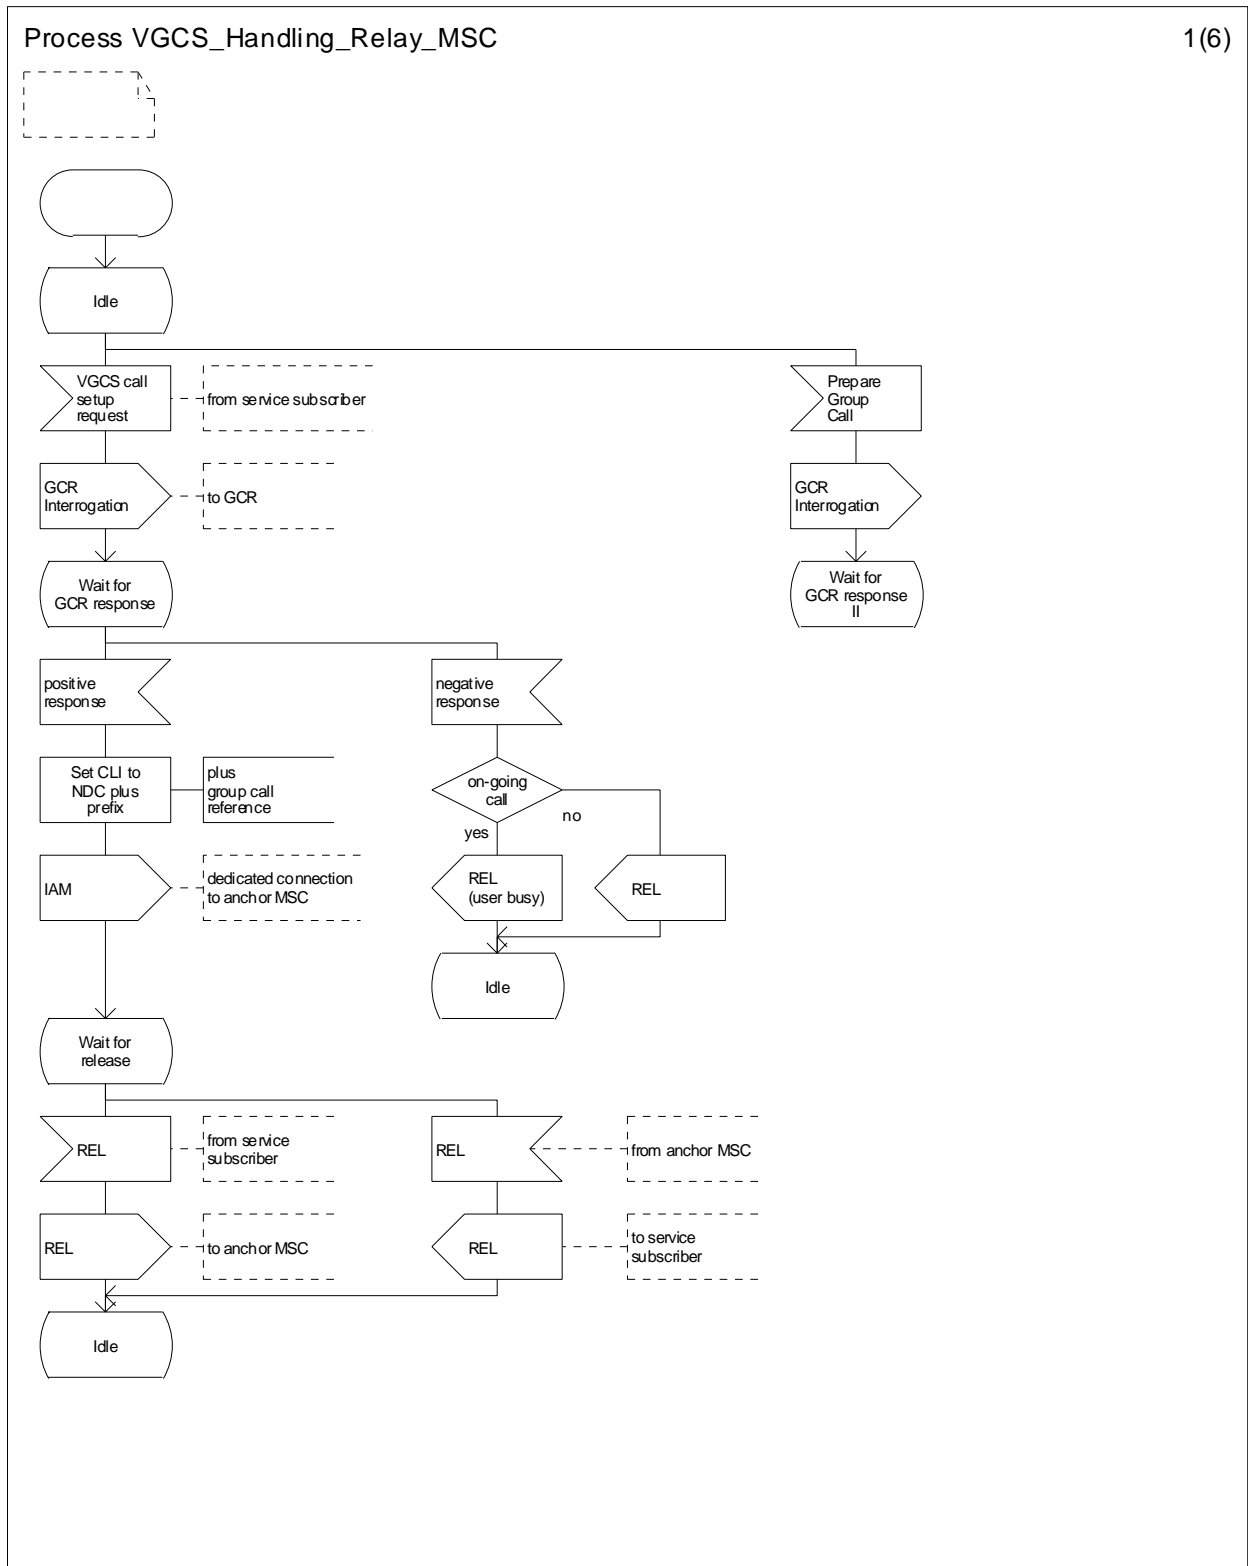 Process VGCS_Handling_Relay_MSC
1(6)
Idle
VGCS call
setup
request
from service subscriber
Prepare
Group
Call
GCR
Interrogation
to GCR
GCR
Interrogation
Wait for
GCR response
Wait for
GCR response
II
positive
response
negative
response
Set CLI to
NDC plus
prefix
plus
group call
reference
on-going
call
no
yes
IAM
dedicated connection
to anchor MSC
REL
(user busy)
REL
Idle
Wait for
release
REL
from service
subscriber
REL
from anchor MSC
REL
to anchor MSC
REL
to service
subscriber
Idle